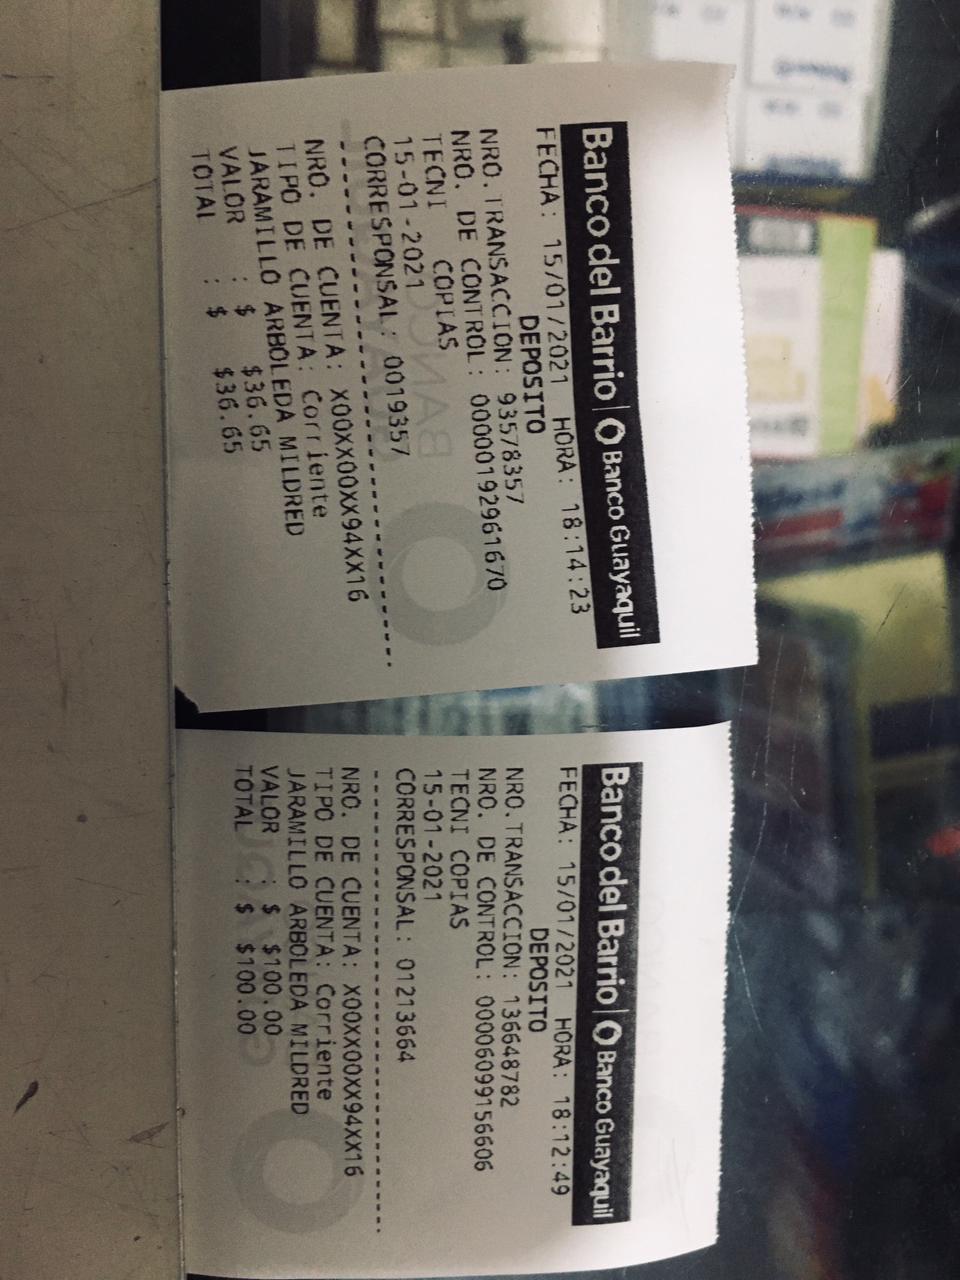 Banco del Barrio | Banco Guayaquil
FECHA: 15/01/2021 HORA: 18:14:23
DEPOSITO
NRO.TRANSACCION: 93578357
NRO. DE CONTROL: 00000192961670
TECNI COPIAS
15-01-2021
CORRESPONSAL: 0019357
NRO. DE CUENTA: X00XX00XX94XX16
TIPO DE CUENTA: Corriente
JARAMILLO ARBOLEDA MILDRED
VALOR : $ $36.65
TOTAL : $ $36.65
Banco del Barrio | Banco Guayaquil
FECHA: 15/01/2021 HORA: 18:12:49
DEPOSITO
NRO.TRANSACCION: 136648782
NRO. DE CONTROL: 00006099156606
TECNI COPIAS
15-01-2021
CORRESPONSAL: 01213664
NRO. DE CUENTA: X00XX00XX94XX16
TIPO DE CUENTA: Corriente
JARAMILLO ARBOLEDA MILDRED
VALOR : $ $100.00
TOTAL : $ $100.00